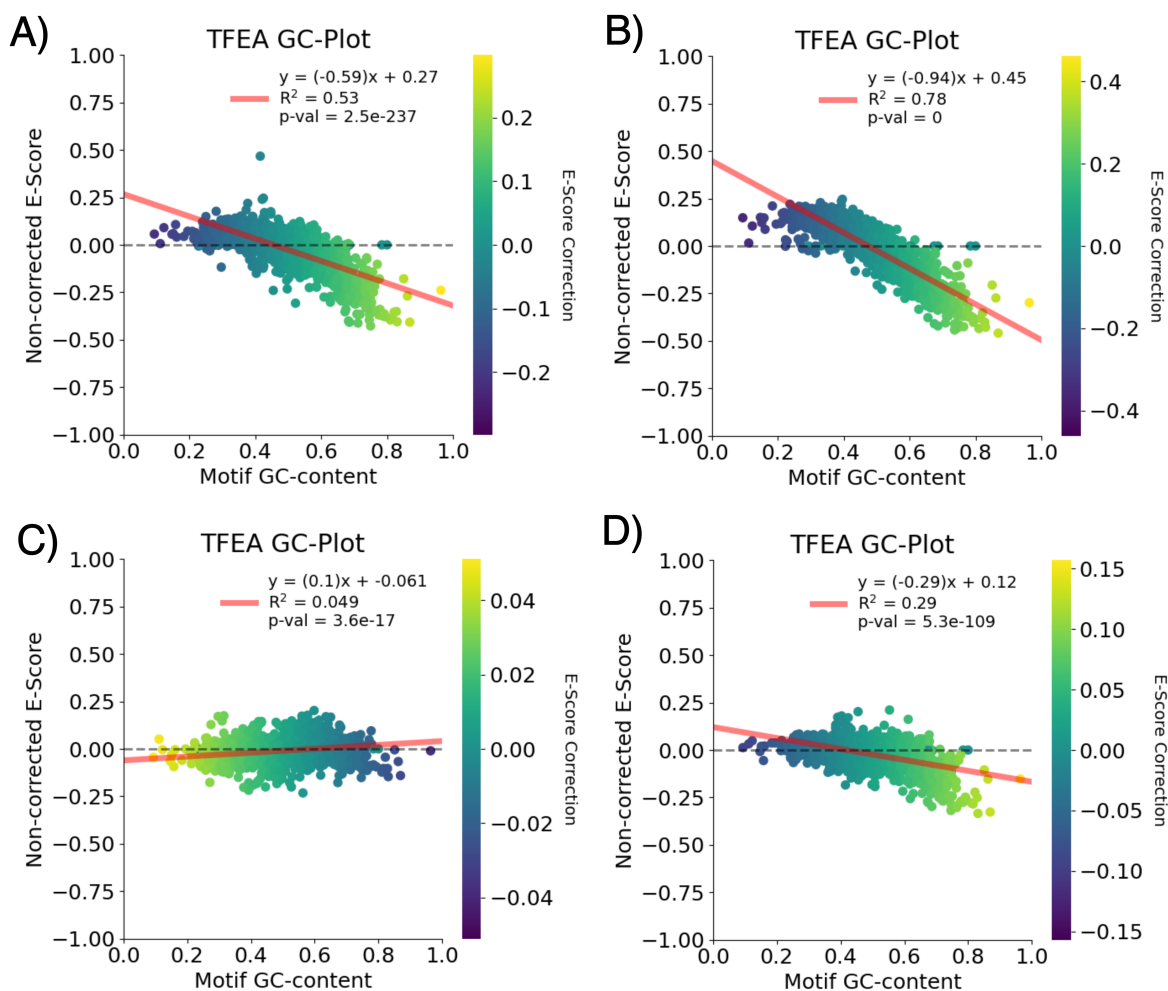 A)
TFEA GC-Plot
y = (-0.59)x + 0.27
R² = 0.53
p-val = 2.5e-237
1.00
0.75
0.50
0.25
0.00
−0.25
−0.50
−0.75
−1.00
Non-corrected E-Score
0.0 0.2 0.4 0.6 0.8 1.0
Motif GC-content
0.2
0.1
0.0
−0.1
−0.2
E-Score Correction
B)
TFEA GC-Plot
y = (-0.94)x + 0.45
R² = 0.78
p-val = 0
1.00
0.75
0.50
0.25
0.00
−0.25
−0.50
−0.75
−1.00
Non-corrected E-Score
0.0 0.2 0.4 0.6 0.8 1.0
Motif GC-content
0.4
0.2
0.0
−0.2
−0.4
E-Score Correction
C)
TFEA GC-Plot
y = (0.1)x + -0.061
R² = 0.049
p-val = 3.6e-17
1.00
0.75
0.50
0.25
0.00
−0.25
−0.50
−0.75
−1.00
Non-corrected E-Score
0.0 0.2 0.4 0.6 0.8 1.0
Motif GC-content
0.04
0.02
0.00
−0.02
−0.04
E-Score Correction
D)
TFEA GC-Plot
y = (-0.29)x + 0.12
R² = 0.29
p-val = 5.3e-109
1.00
0.75
0.50
0.25
0.00
−0.25
−0.50
−0.75
−1.00
Non-corrected E-Score
0.0 0.2 0.4 0.6 0.8 1.0
Motif GC-content
0.15
0.10
0.05
0.00
−0.05
−0.10
−0.15
E-Score Correction